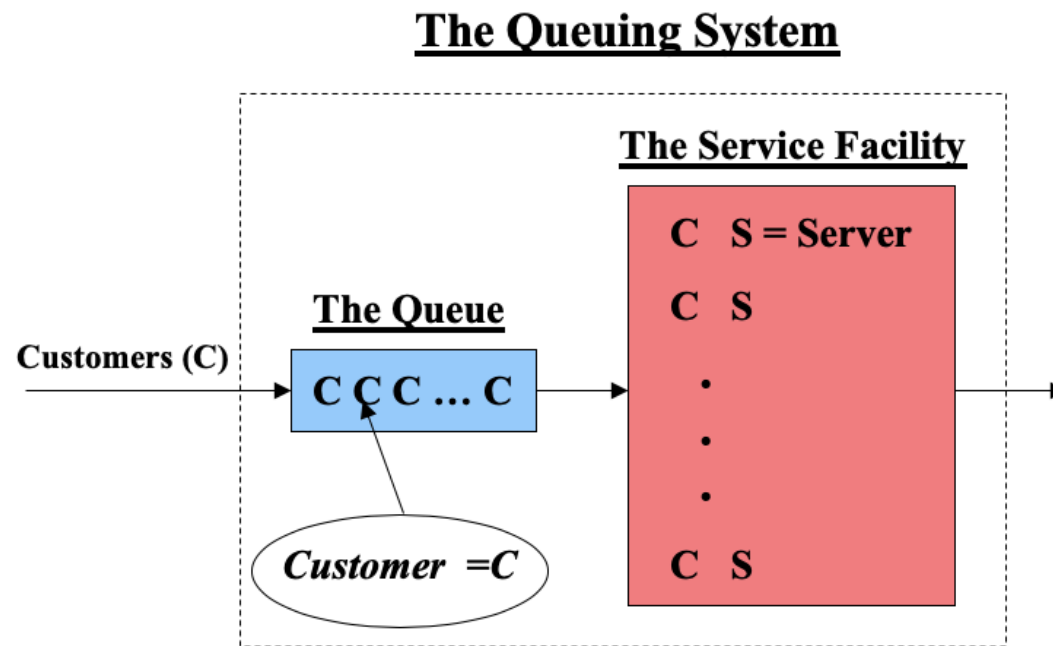 The Queuing System
The Service Facility
C S = Server
C S
.
.
.
C S
The Queue
Customers (C)
C C C ... C
Customer =C